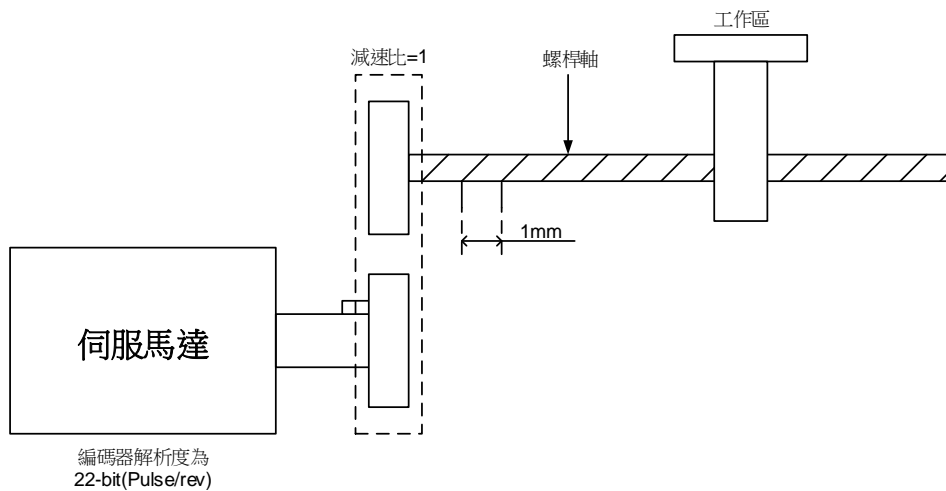 工作區
減速比=1
螺桿軸
1mm
伺服馬達
編碼器解析度為
22-bit(Pulse/rev)